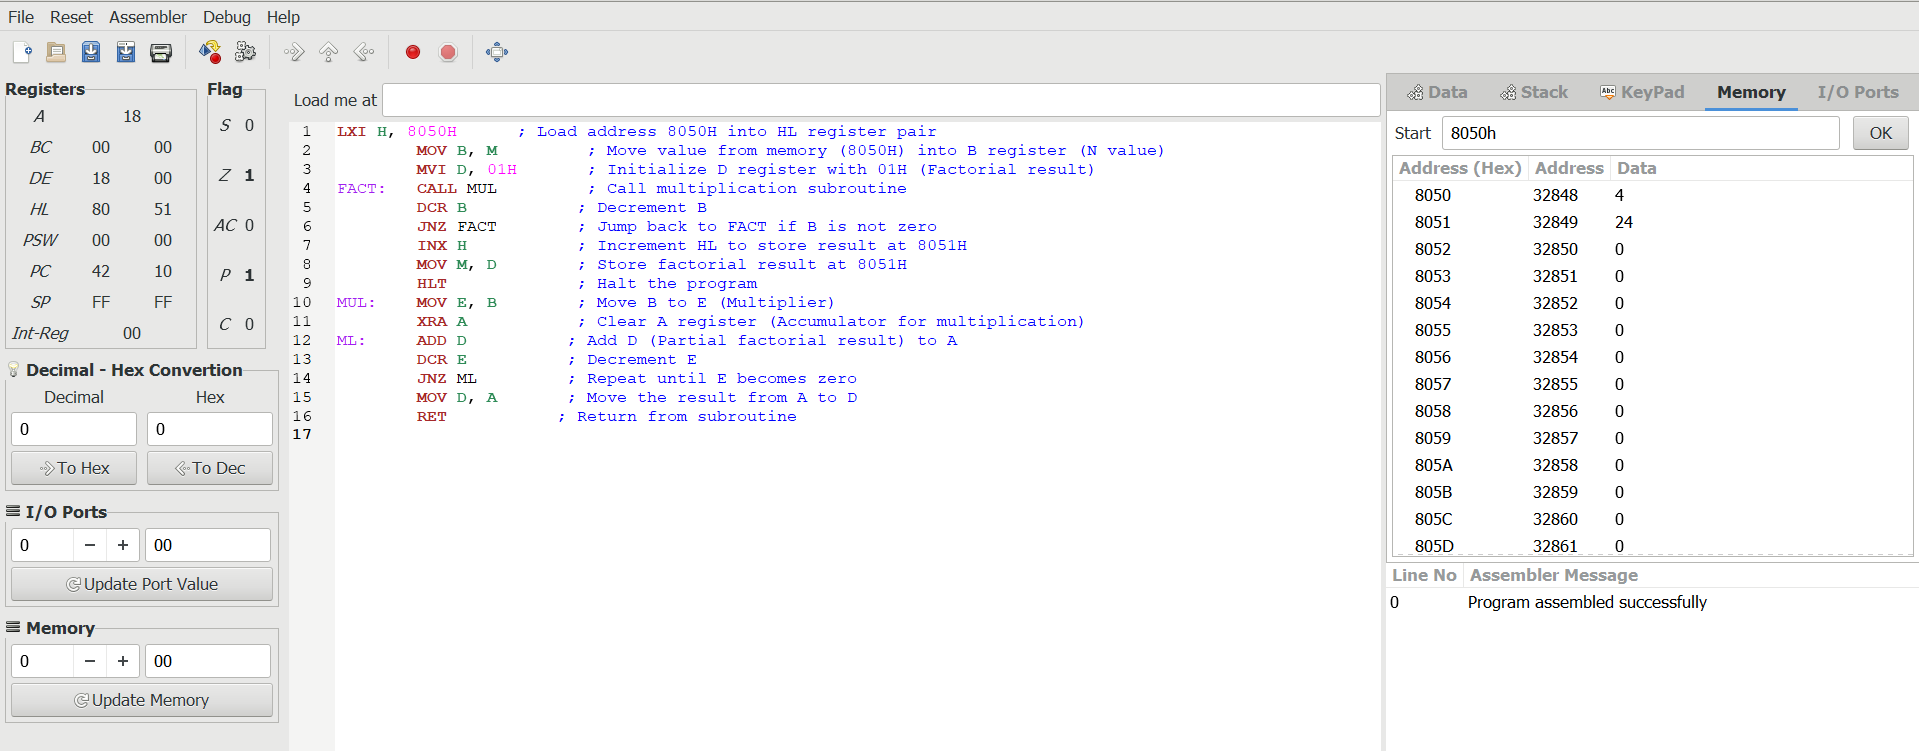 File Reset Assembler Debug Help
Registers
A 18
BC 00 00
DE 18 00
HL 80 51
PSW 00 00
PC 42 10
SP FF FF
Int-Reg 00
Flag
S 0
Z 1
AC 0
P 1
C 0
Decimal - Hex Convertion
Decimal Hex
0 0
To Hex To Dec
I/O Ports
0 − + 00
Update Port Value
Memory
0 − + 00
Update Memory
Load me at
1 LXI H, 8050H ; Load address 8050H into HL register pair
2 MOV B, M ; Move value from memory (8050H) into B register (N value)
3 MVI D, 01H ; Initialize D register with 01H (Factorial result)
4 FACT: CALL MUL ; Call multiplication subroutine
5 DCR B ; Decrement B
6 JNZ FACT ; Jump back to FACT if B is not zero
7 INX H ; Increment HL to store result at 8051H
8 MOV M, D ; Store factorial result at 8051H
9 HLT ; Halt the program
10 MUL: MOV E, B ; Move B to E (Multiplier)
11 XRA A ; Clear A register (Accumulator for multiplication)
12 ML: ADD D ; Add D (Partial factorial result) to A
13 DCR E ; Decrement E
14 JNZ ML ; Repeat until E becomes zero
15 MOV D, A ; Move the result from A to D
16 RET ; Return from subroutine
17
Data Stack Abc KeyPad Memory I/O Ports
Start 8050h OK
Address (Hex) Address Data
8050 32848 4
8051 32849 24
8052 32850 0
8053 32851 0
8054 32852 0
8055 32853 0
8056 32854 0
8057 32855 0
8058 32856 0
8059 32857 0
805A 32858 0
805B 32859 0
805C 32860 0
805D 32861 0
Line No Assembler Message
0 Program assembled successfully